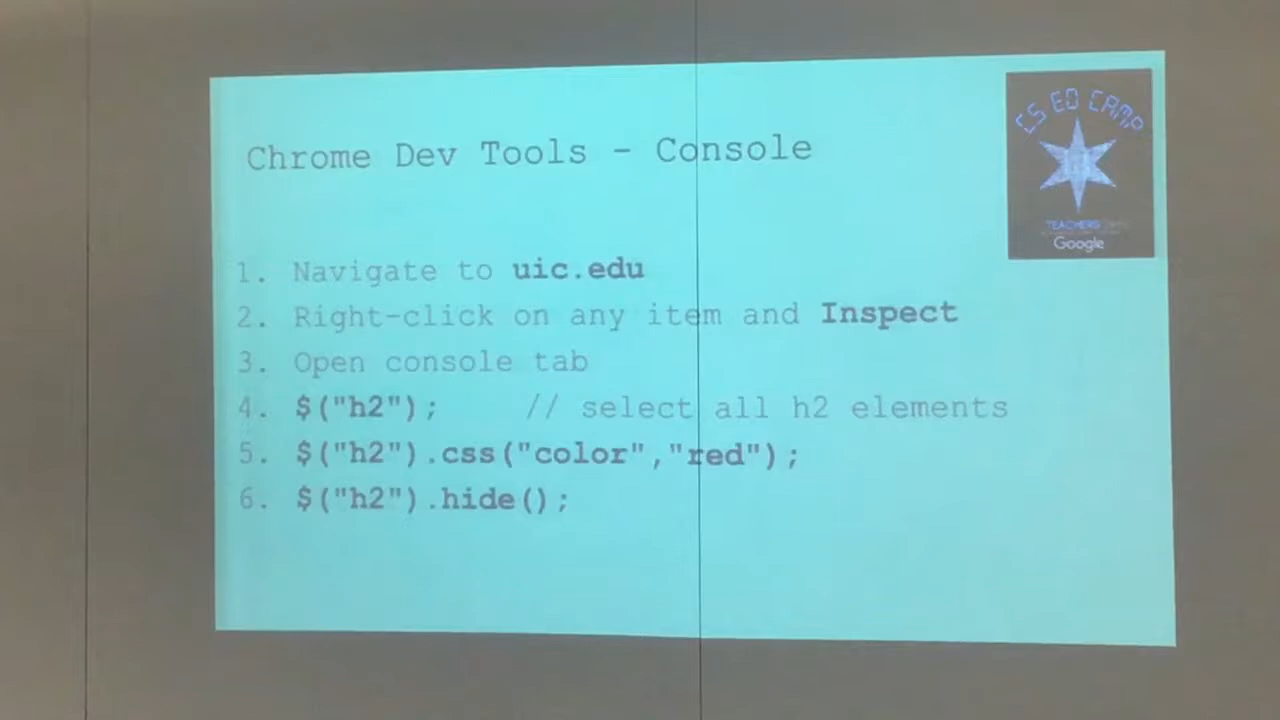 CS ED CAMP
TEACHERS
Google
Chrome Dev Tools - Console
1. Navigate to uic.edu
2. Right-click on any item and Inspect
3. Open console tab
4. $("h2"); // select all h2 elements
5. $("h2").css("color","red");
6. $("h2").hide();